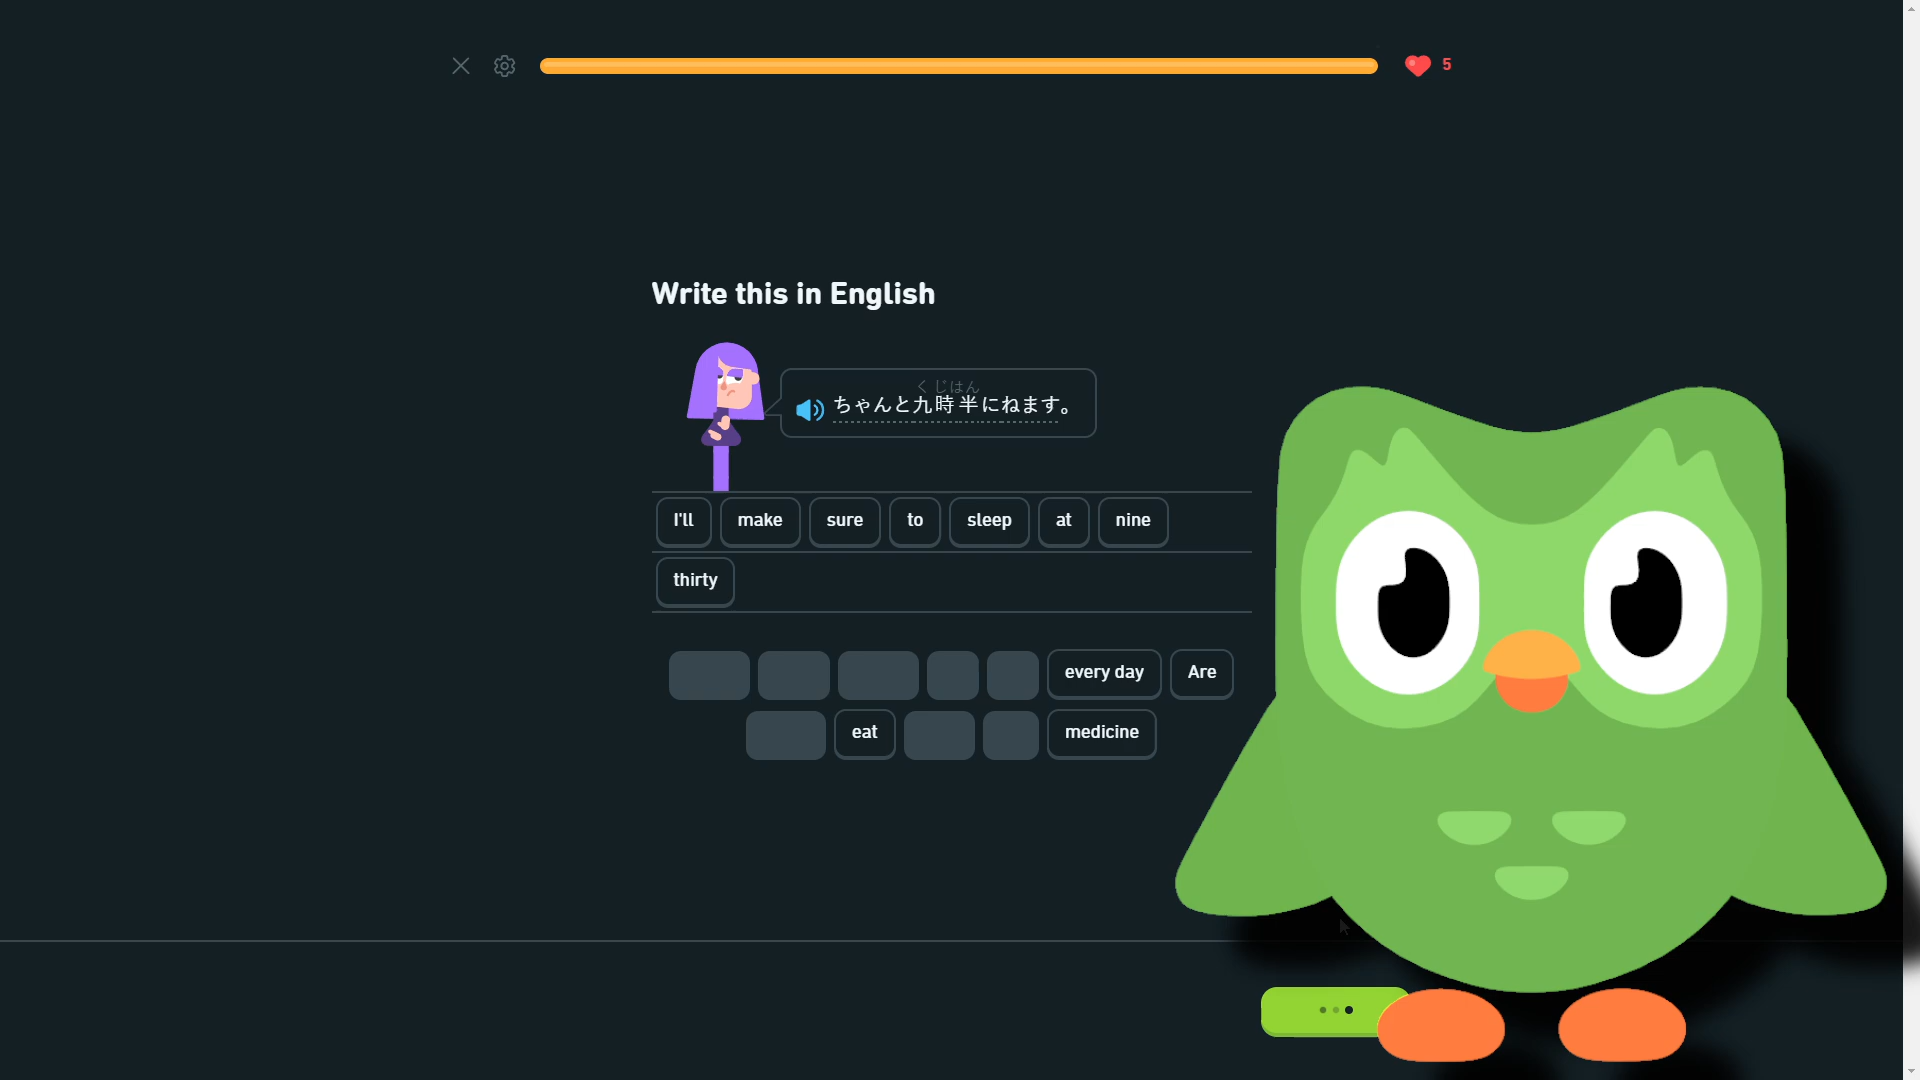 5
Write this in English
く じはん
ちゃんと九時半にねます。
I'll make sure to sleep at nine
thirty
every day Are
eat medicine